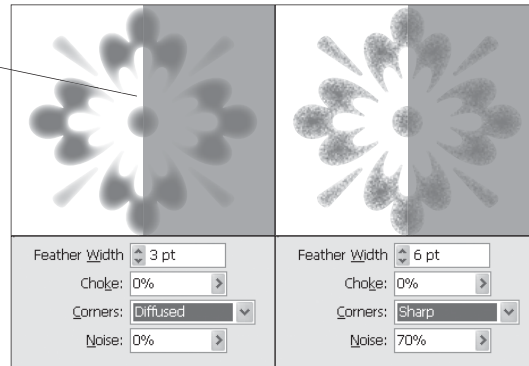 Feather Width 3 pt
Choke: 0%
Corners: Diffused
Noise: 0%
Feather Width 6 pt
Choke: 0%
Corners: Sharp
Noise: 70%